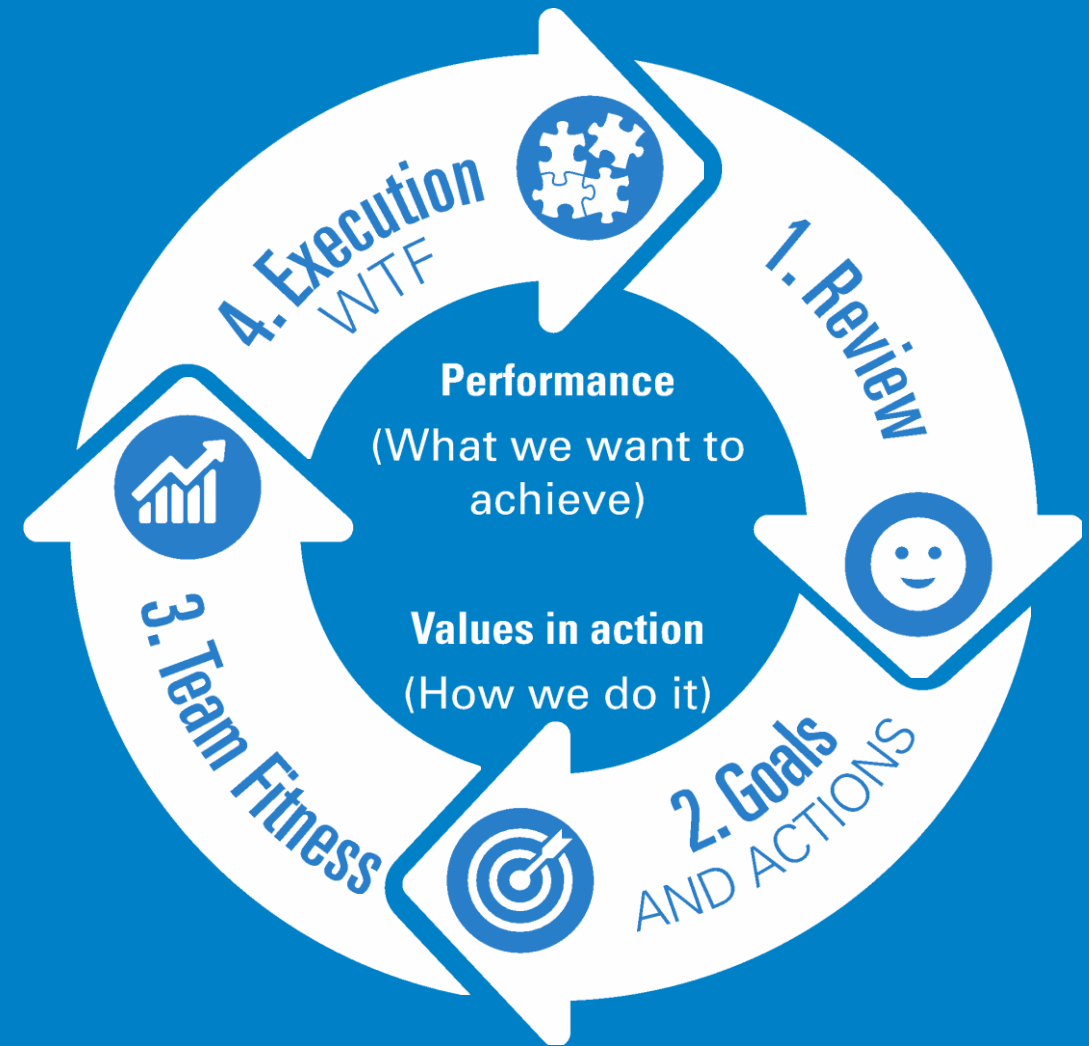 1. Review
2. Goals
AND ACTIONS
3. Team Fitness
4. Execution
WTF
Performance
(What we want to
achieve)
Values in action
(How we do it)